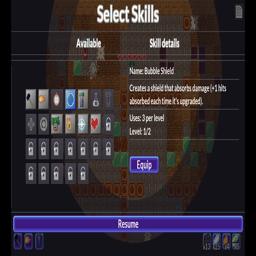 Select Skills
Available
Skill details
Name: Bubble Shield
Creates a shield that absorbs damage (+1 hits
absorbed each time it's upgraded).
Uses: 3 per level
Level: 1/2
Equip
Resume